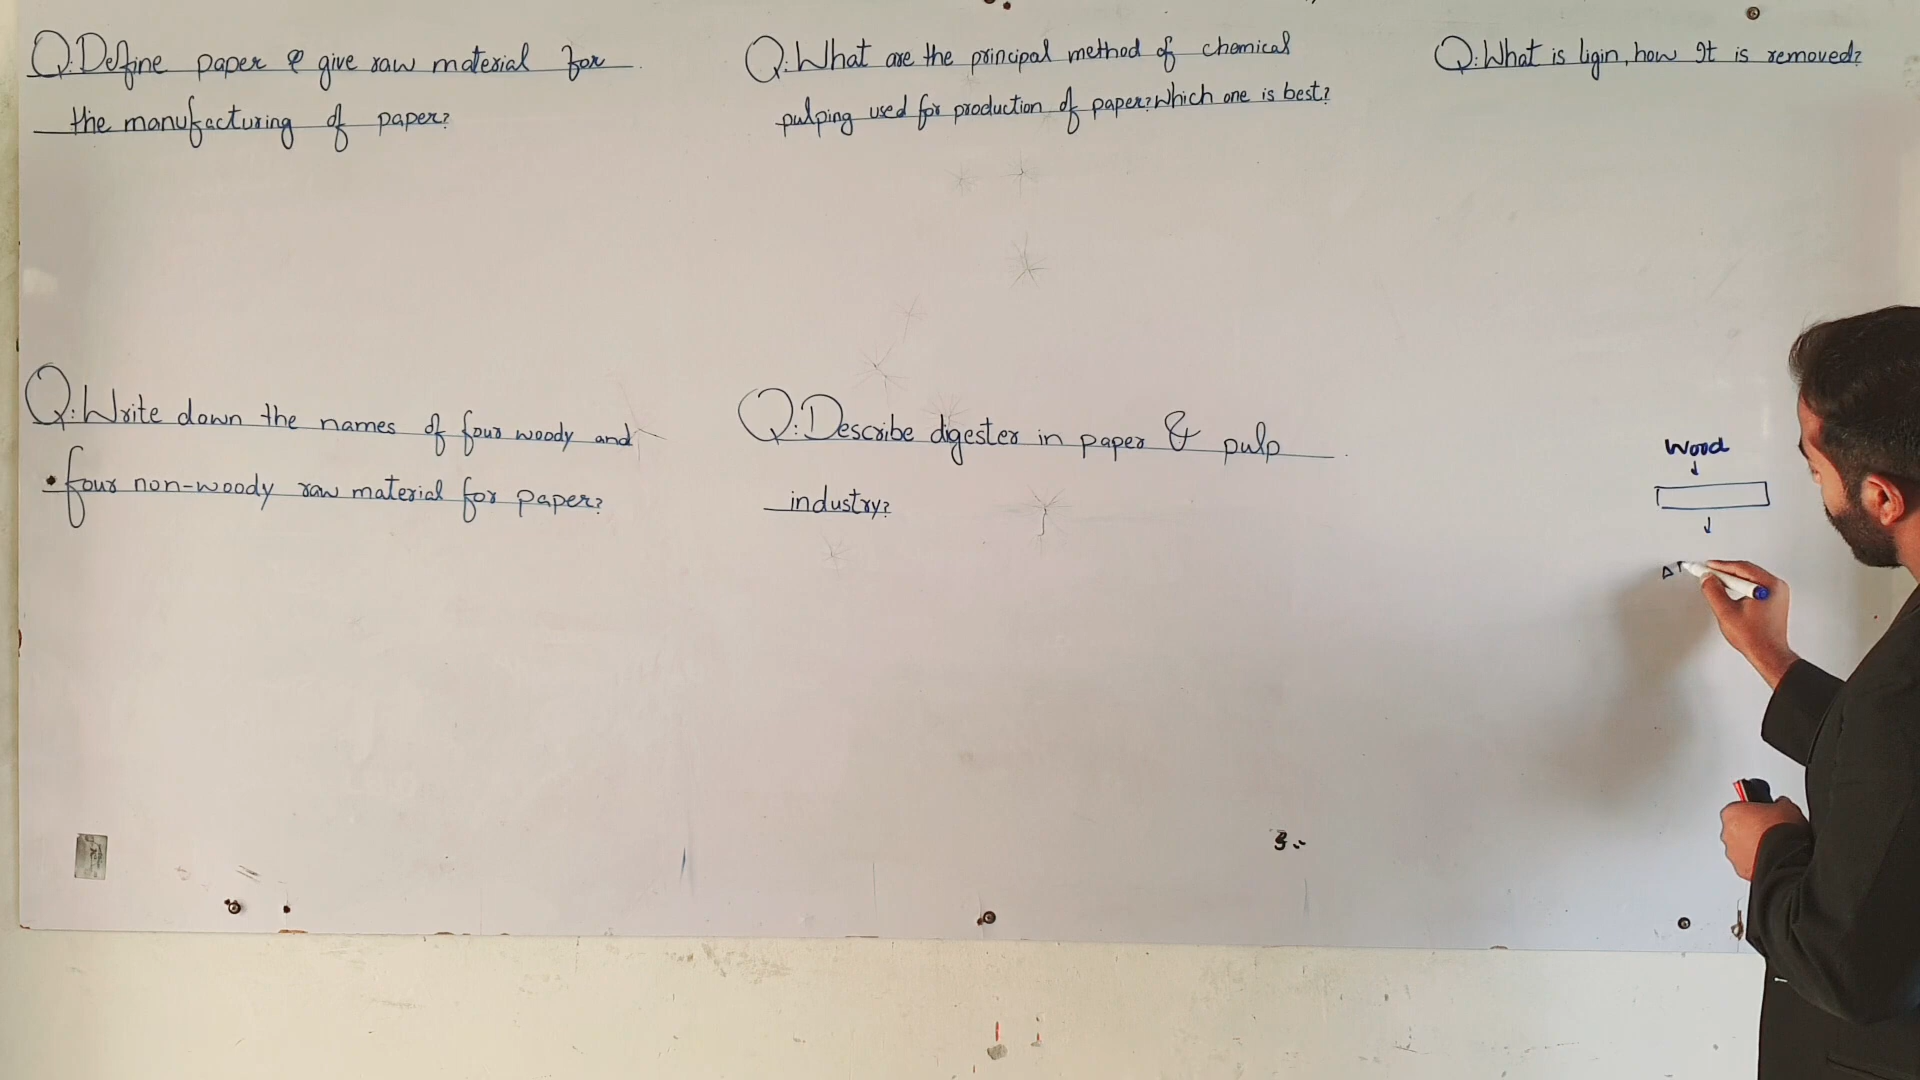 Q: Define paper & give raw material for
the manufacturing of paper?
Q: What are the principal method of chemical
pulping used for production of paper? Which one is best?
Q: What is ligin, how It is removed?
Q: Write down the names of four woody and
four non-woody raw material for paper?
Q: Describe digester in paper & pulp
industry?
Wood